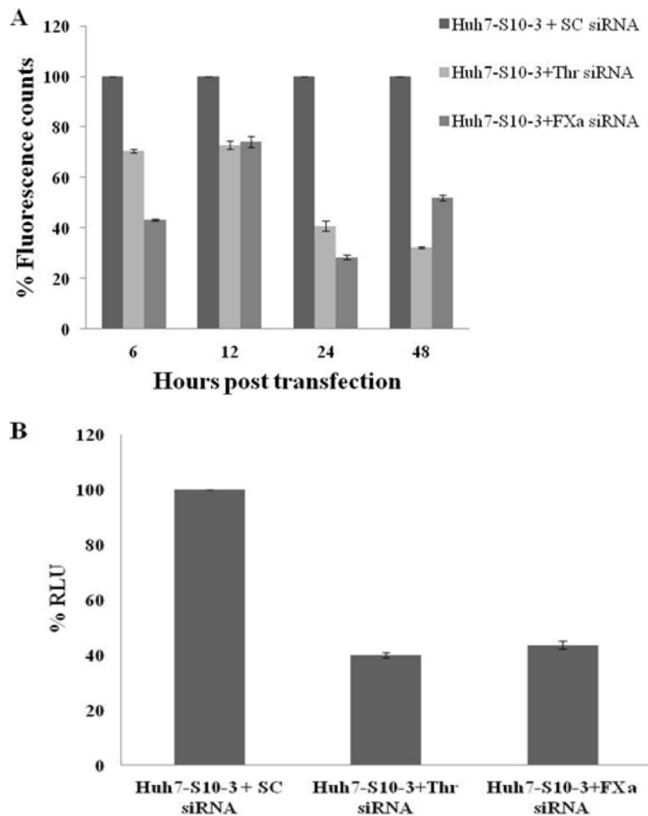 A
% Fluorescence counts
120
100
80
60
40
20
0
6 12 24 48
Hours post transfection
Huh7-S10-3 + SC siRNA
Huh7-S10-3+Thr siRNA
Huh7-S10-3+FXa siRNA
B
% RLU
120
100
80
60
40
20
0
Huh7-S10-3 + SC siRNA
Huh7-S10-3+Thr siRNA
Huh7-S10-3+FXa siRNA